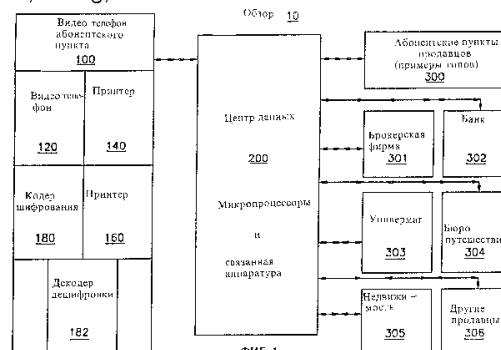 Обзор 10
Видео телефон
абонентского
пункта
100
Видеотеле-
фон
120
Принтер
140
Кодер
шифрования
180
Принтер
160
Декодер
дешифровки
182
Центр данных
200
Микропроцессоры
и
связанная
аппаратура
Абонентские пункты
продавцов
(примеры типов)
300
Брокерская
фирма
301
Банк
302
Универмаг
303
Бюро
путешестви
304
Недвижи -
мость
305
Другие
продавцы
306
ФИГ. 1